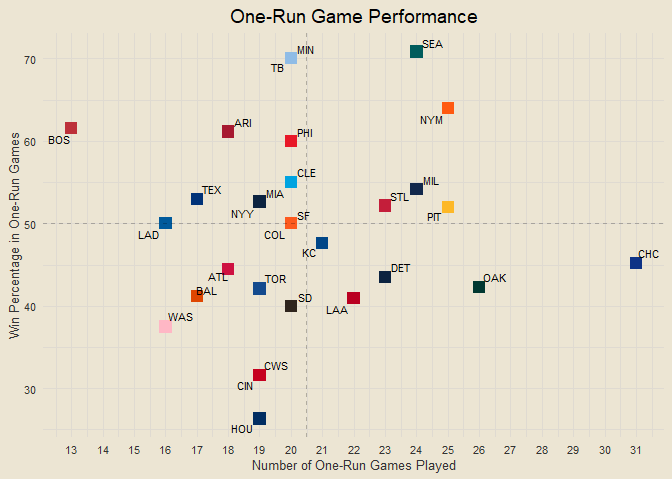 One-Run Game Performance
Win Percentage in One-Run Games
70
60
50
40
30
MIN
SEA
TB
NYM
ARI
BOS
PHI
CLE
MIL
TEX
MIA
STL
NYY
SF
PIT
LAD
COL
KC
CHC
DET
ATL
TOR
OAK
BAL
SD
LAA
WAS
CWS
CIN
HOU
13 14 15 16 17 18 19 20 21 22 23 24 25 26 27 28 29 30 31
Number of One-Run Games Played